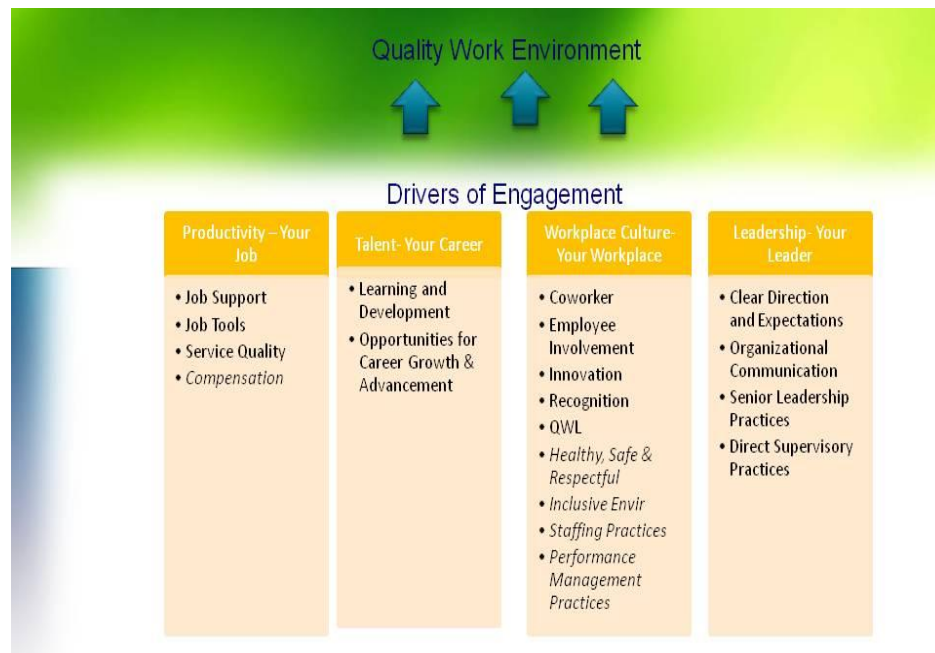 Quality Work Environment
Drivers of Engagement
Productivity – Your
Job
• Job Support
• Job Tools
• Service Quality
• Compensation
Talent- Your Career
• Learning and
Development
• Opportunities for
Career Growth &
Advancement
Workplace Culture-
Your Workplace
• Coworker
• Employee
Involvement
• Innovation
• Recognition
• QWL
• Healthy, Safe &
Respectful
• Inclusive Envir
• Staffing Practices
• Performance
Management
Practices
Leadership- Your
Leader
• Clear Direction
and Expectations
• Organizational
Communication
• Senior Leadership
Practices
• Direct Supervisory
Practices